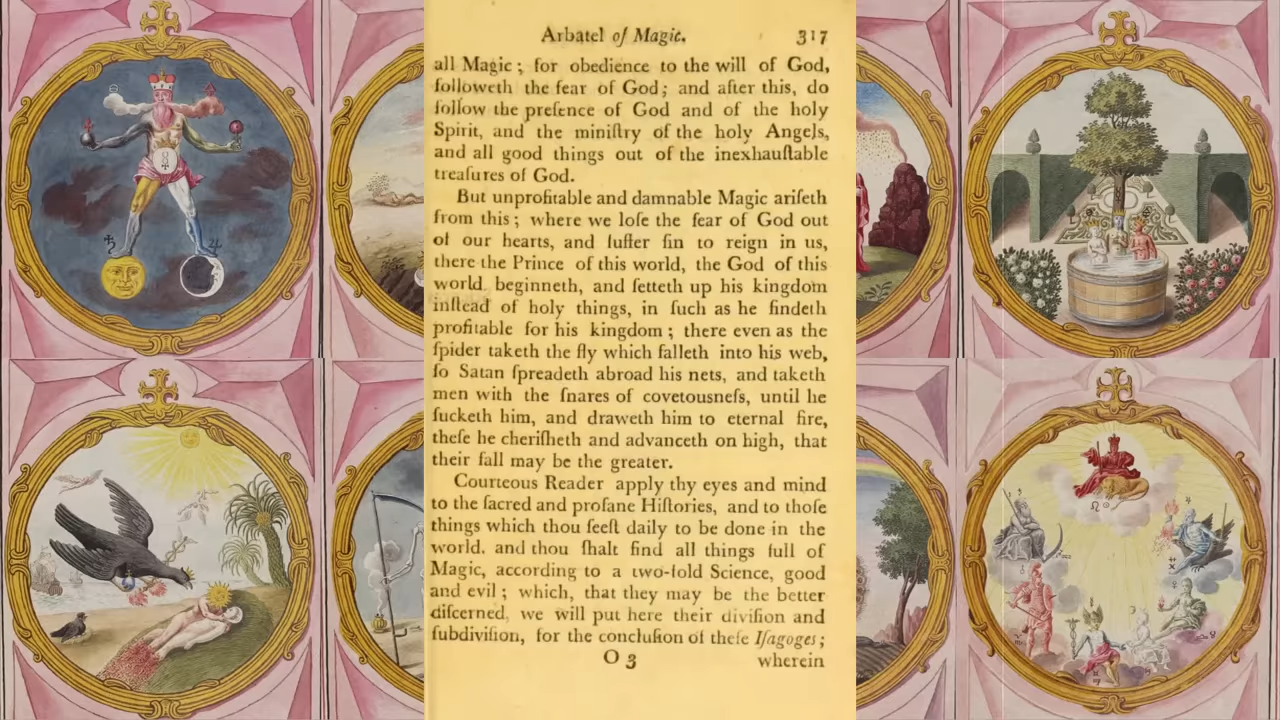 Arbatel of Magic. 317
all Magic ; for obedience to the will of God,
followeth the fear of God ; and after this, do
follow the preſence of God and of the holy
Spirit, and the miniſtry of the holy Angels,
and all good things out of the inexhauſtable
treaſures of God.
But unprofitable and damnable Magic ariſeth
from this ; where we loſe the fear of God out
of our hearts, and ſuffer ſin to reign in us,
there the Prince of this world, the God of this
world beginneth, and ſetteth up his kingdom
inſtead of holy things, in ſuch as he findeth
profitable for his kingdom ; there even as the
ſpider taketh the fly which falleth into his web,
ſo Satan ſpreadeth abroad his nets, and taketh
men with the ſnares of covetouſneſs, until he
ſucketh him, and draweth him to eternal fire,
theſe he cheriſheth and advanceth on high, that
their fall may be the greater.
Courteous Reader apply thy eyes and mind
to the ſacred and profane Hiſtories, and to thoſe
things which thou ſeeſt daily to be done in the
world. and thou ſhalt find all things full of
Magic, according to a two-fold Science, good
and evil ; which, that they may be the better
diſcerned, we will put here their diviſion and
ſubdiviſion, for the concluſion of theſe Iſagoges ;
O 3 wherein